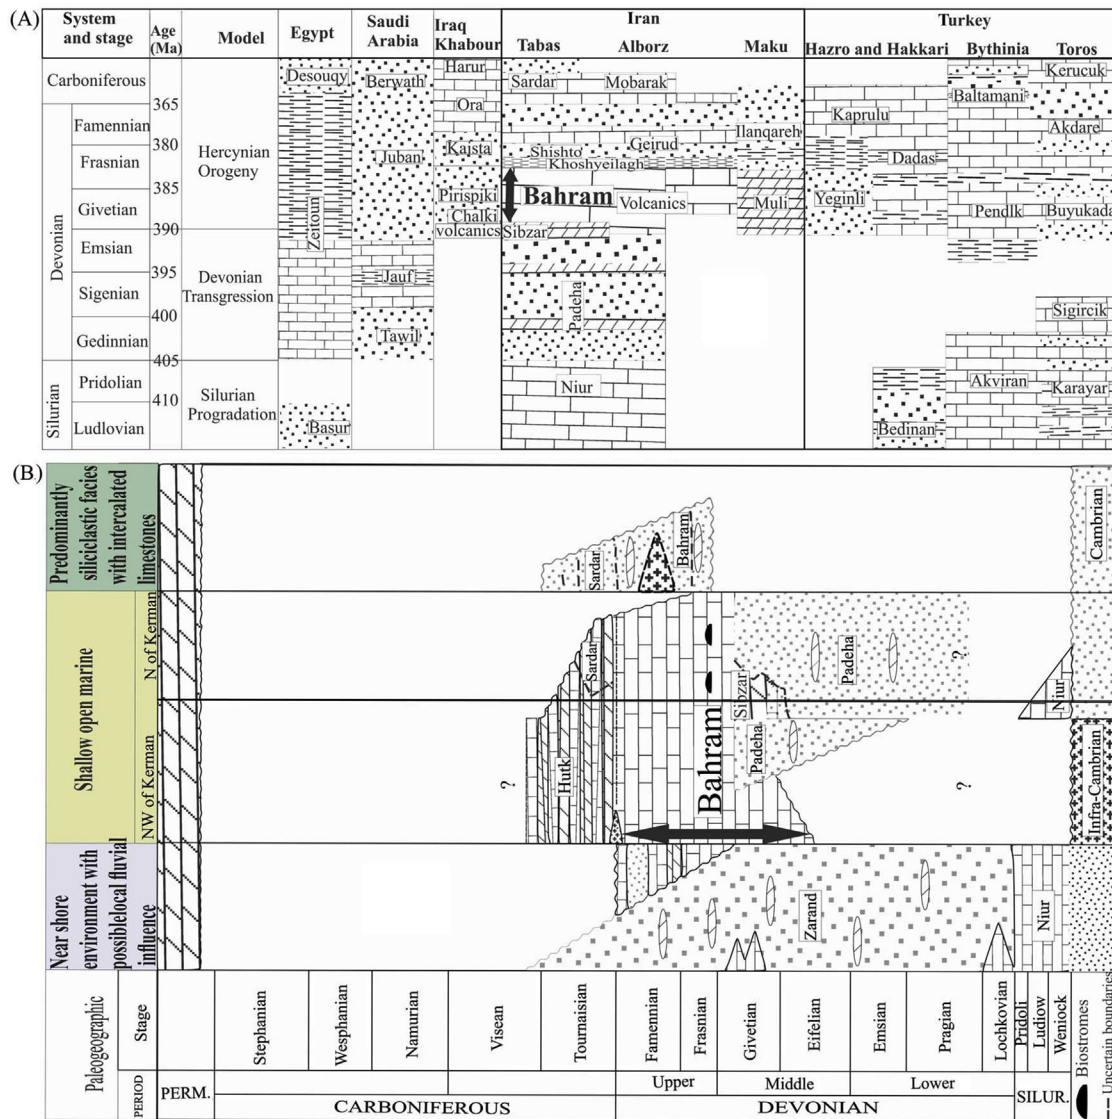 (A)
System and stage
Age (Ma)
Model
Egypt
Saudi Arabia
Iraq Khabour
Iran
Tabas
Alborz
Maku
Turkey
Hazro and Hakkari
Bythinia
Toros
Carboniferous
Devonian
Famennian
Frasnian
Givetian
Emsian
Sigenian
Gedinnian
Silurian
Pridolian
Ludlovian
365
380
385
390
395
400
405
410
Hercynian
Orogeny
Devonian
Transgression
Silurian
Progradation
Desouqy
Zeitoun
Basur
Berwath
Juban
Jauf
Tawil
Harur
Ora
Kaista
Pirispiki
Chalki
volcanics
Sardar
Mobarak
Geirud
Shishto
Khoshyeilagh
Bahram
Volcanics
Sibzar
Padeha
Niur
Ilanqareh
Muli
Kaprulu
Dadas
Yeginli
Bedinan
Baltamani
Pendlk
Akviran
Kerucuk
Akdare
Buyukada
Sigircik
Karayar
(B)
Predominantly
siliciclastic facies
with intercalated
limestones
Sardar
Bahram
Cambrian
Shallow open marine
N of Kerman
Sardar
Sibzar
Padeha
?
Niur
NW of Kerman
?
Hutk
Bahram
Padeha
?
Infra-Cambrian
Near shore
environment with
possiblelocal fluvial
influence
Zarand
Niur
Paleogeographic
Stage
Stephanian
Wesphanian
Namurian
Visean
Tournaisian
Famennian
Frasnian
Givetian
Eifelian
Emsian
Pragian
Lochkovian
Pridoli
Ludiow
Weniock
Biostromes
Uncertain boundaries
PERIOD
PERM.
CARBONIFEROUS
Upper
Middle
Lower
DEVONIAN
SILUR.